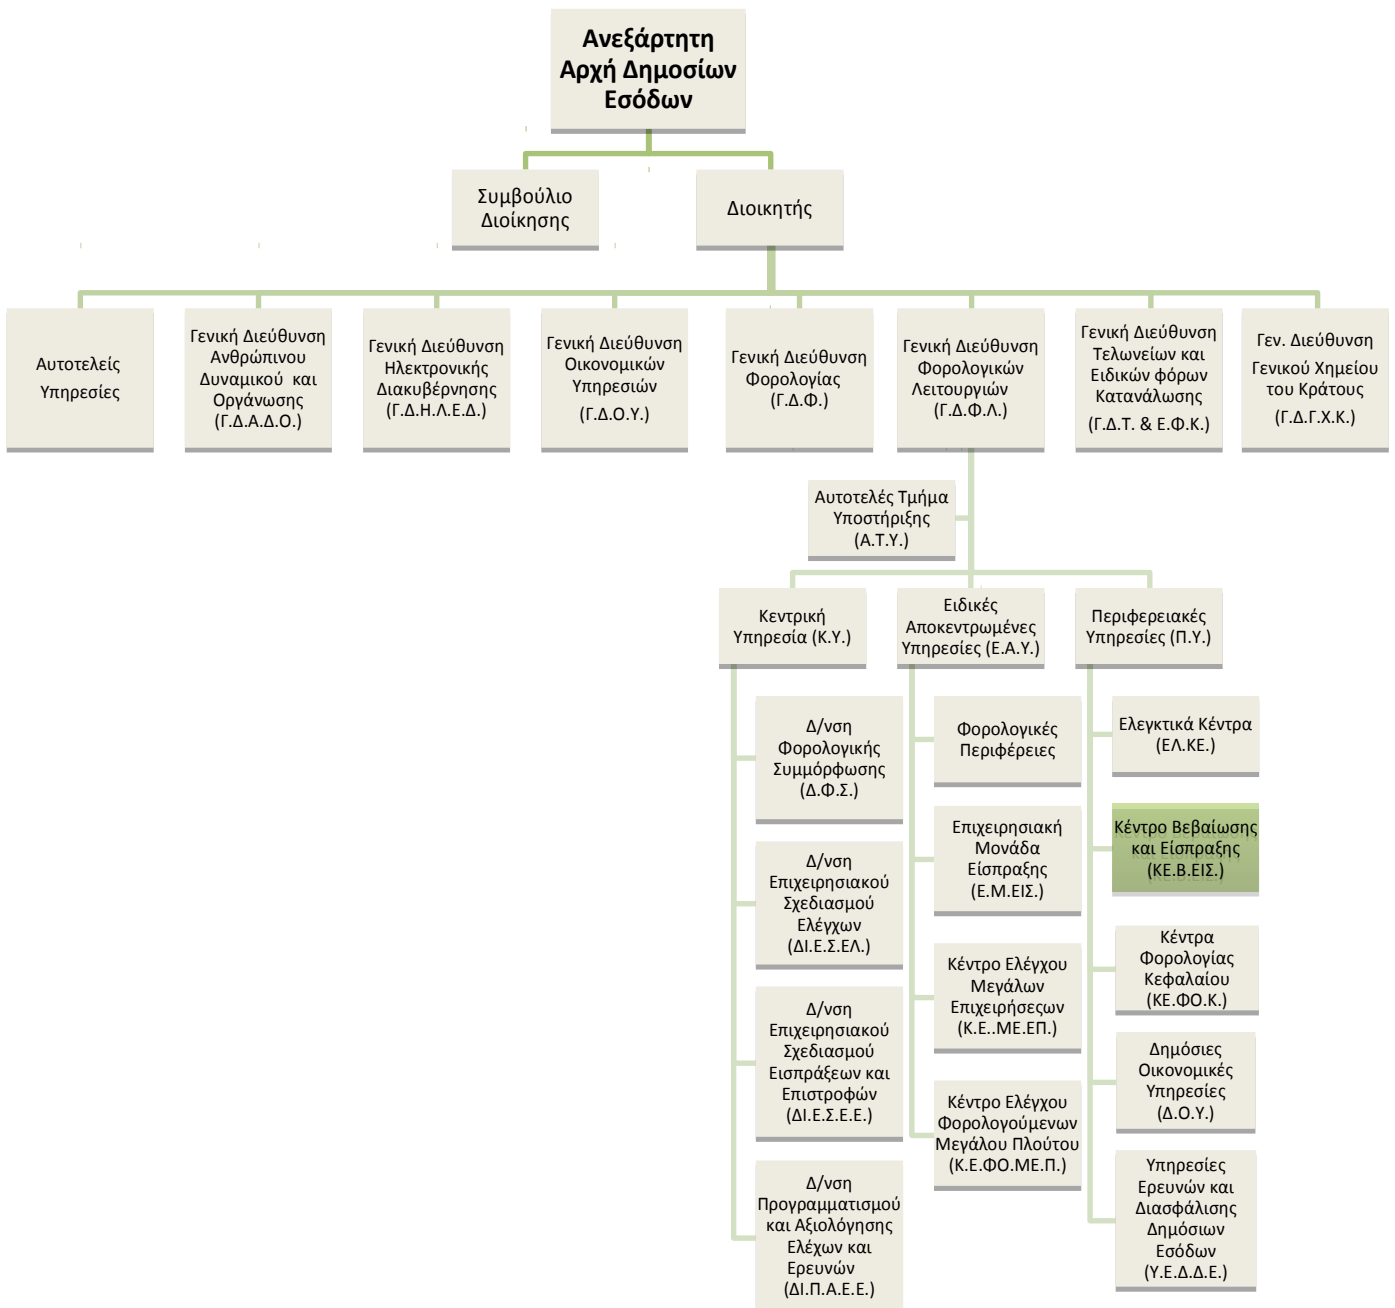 Ανεξάρτητη
Αρχή Δημοσίων
Εσόδων
Συμβούλιο
Διοίκησης
Διοικητής
Αυτοτελείς
Υπηρεσίες
Γενική Διεύθυνση
Ανθρώπινου
Δυναμικού και
Οργάνωσης
(Γ.Δ.Α.Δ.Ο.)
Γενική Διεύθυνση
Ηλεκτρονικής
Διακυβέρνησης
(Γ.Δ.Η.Λ.Ε.Δ.)
Γενική Διεύθυνση
Οικονομικών
Υπηρεσιών
(Γ.Δ.Ο.Υ.)
Γενική Διεύθυνση
Φορολογίας
(Γ.Δ.Φ.)
Γενική Διεύθυνση
Φορολογικών
Λειτουργιών
(Γ.Δ.Φ.Λ.)
Γενική Διεύθυνση
Τελωνείων και
Ειδικών φόρων
Κατανάλωσης
(Γ.Δ.Τ. & Ε.Φ.Κ.)
Γεν. Διεύθυνση
Γενικού Χημείου
του Κράτους
(Γ.Δ.Γ.Χ.Κ.)
Αυτοτελές Τμήμα
Υποστήριξης
(Α.Τ.Υ.)
Κεντρική
Υπηρεσία (Κ.Υ.)
Ειδικές
Αποκεντρωμένες
Υπηρεσίες (Ε.Α.Υ.)
Περιφερειακές
Υπηρεσίες (Π.Υ.)
Δ/νση
Φορολογικής
Συμμόρφωσης
(Δ.Φ.Σ.)
Δ/νση
Επιχειρησιακού
Σχεδιασμού
Ελέγχων
(ΔΙ.Ε.Σ.ΕΛ.)
Δ/νση
Επιχειρησιακού
Σχεδιασμού
Εισπράξεων και
Επιστροφών
(ΔΙ.Ε.Σ.Ε.Ε.)
Δ/νση
Προγραμματισμού
και Αξιολόγησης
Ελέχων και
Ερευνών
(ΔΙ.Π.Α.Ε.Ε.)
Φορολογικές
Περιφέρειες
Επιχειρησιακή
Μονάδα
Είσπραξης
(Ε.Μ.ΕΙΣ.)
Κέντρο Ελέγχου
Μεγάλων
Επιχειρήσεςων
(Κ.Ε..ΜΕ.ΕΠ.)
Κέντρο Ελέγχου
Φορολογούμενων
Μεγάλου Πλούτου
(Κ.Ε.ΦΟ.ΜΕ.Π.)
Ελεγκτικά Κέντρα
(ΕΛ.ΚΕ.)
Κέντρο Βεβαίωσης
και Είσπραξης
(ΚΕ.Β.ΕΙΣ.)
Κέντρα
Φορολογίας
Κεφαλαίου
(ΚΕ.ΦΟ.Κ.)
Δημόσιες
Οικονομικές
Υπηρεσίες
(Δ.Ο.Υ.)
Υπηρεσίες
Ερευνών και
Διασφάλισης
Δημόσιων
Εσόδων
(Υ.Ε.Δ.Δ.Ε.)